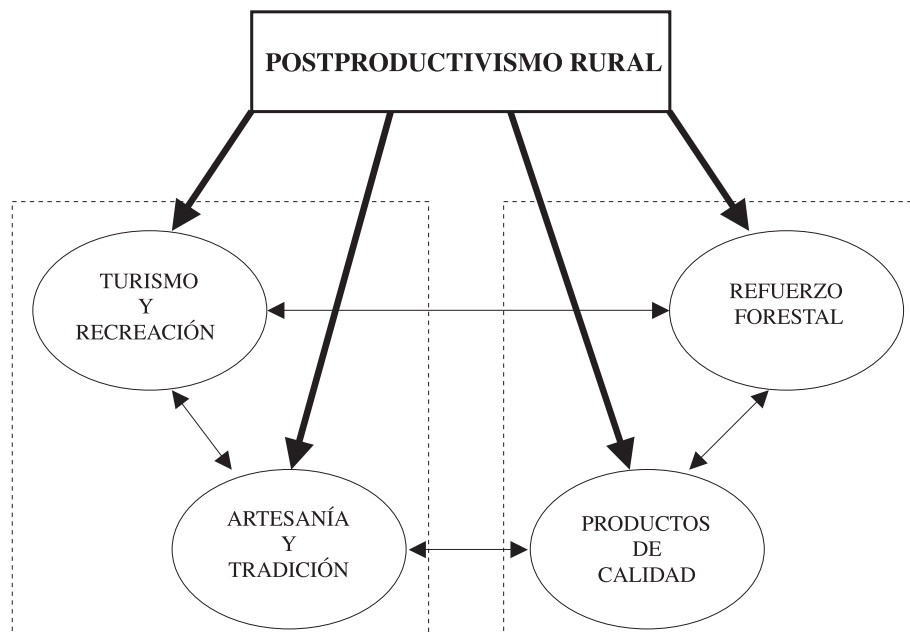 POSTPRODUCTIVISMO RURAL
TURISMO
Y
RECREACIÓN
REFUERZO
FORESTAL
ARTESANÍA
Y
TRADICIÓN
PRODUCTOS
DE
CALIDAD